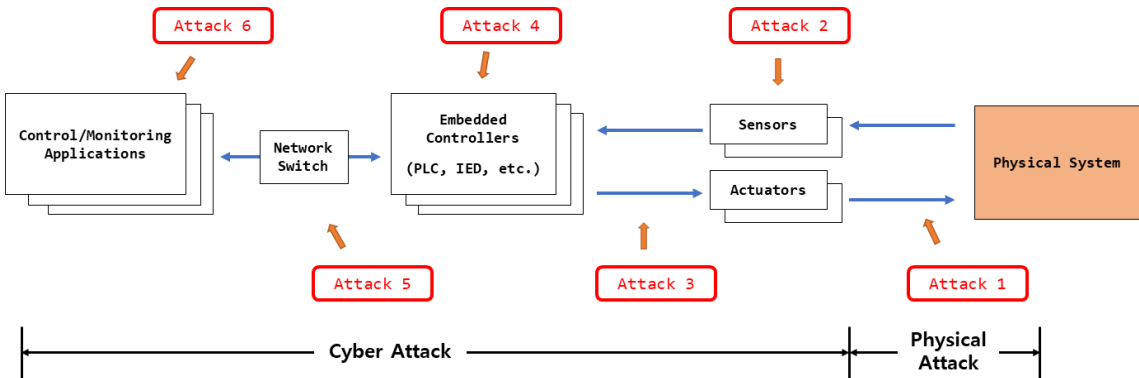 Attack 6
Attack 4
Attack 2
Control/Monitoring
Applications
Network
Switch
Embedded
Controllers
(PLC, IED, etc.)
Sensors
Actuators
Physical System
Attack 5
Attack 3
Attack 1
Cyber Attack
Physical
Attack